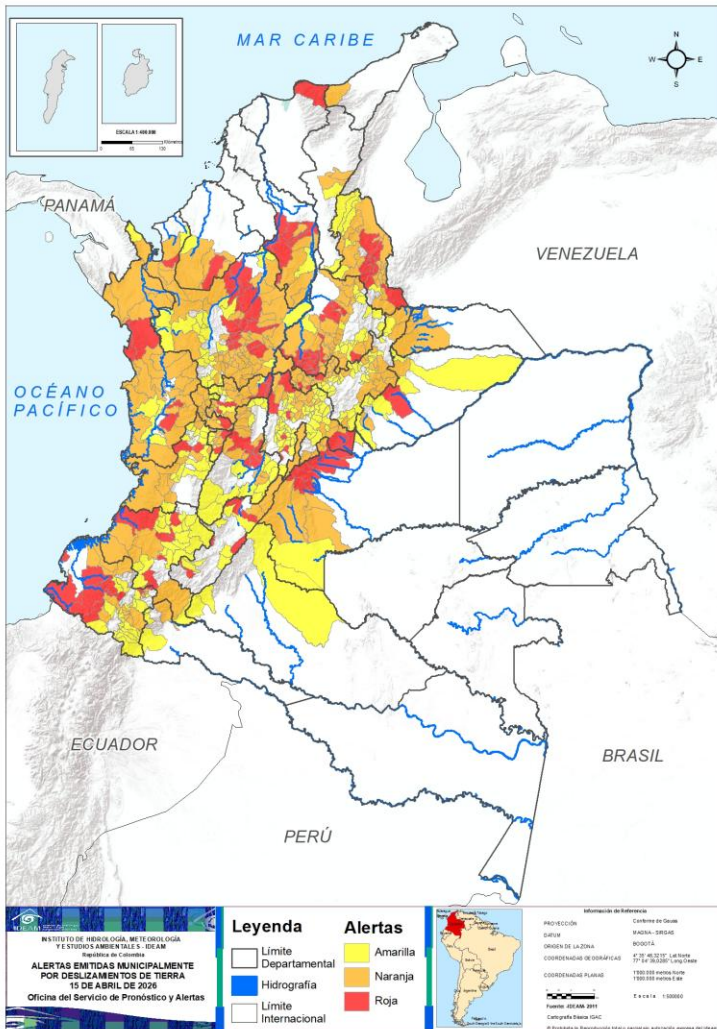 MAR CARIBE
N
W
E
S
ESCALA 1:400.000
PANAMÁ
VENEZUELA
OCÉANO
PACÍFICO
ECUADOR
BRASIL
PERÚ
IDEAM
INSTITUTO DE HIDROLOGÍA, METEOROLOGÍA
Y ESTUDIOS AMBIENTALES - IDEAM
República de Colombia
ALERTAS EMITIDAS MUNICIPALMENTE
POR DESLIZAMIENTOS DE TIERRA
15 DE ABRIL DE 2026
Oficina del Servicio de Pronóstico y Alertas
Leyenda
Límite
Departamental
Hidrografía
Límite
Internacional
Alertas
Amarilla
Naranja
Roja
Información de Referencia
PROYECCIÓN Conforme de Gauss
DATUM MAGNA - SIRGAS
ORIGEN DE LA ZONA BOGOTÁ
COORDENADAS GEOGRÁFICAS
COORDENADAS PLANAS
Escala
Fuente: IDEAM- 2011
Cartografía Básica IGAC